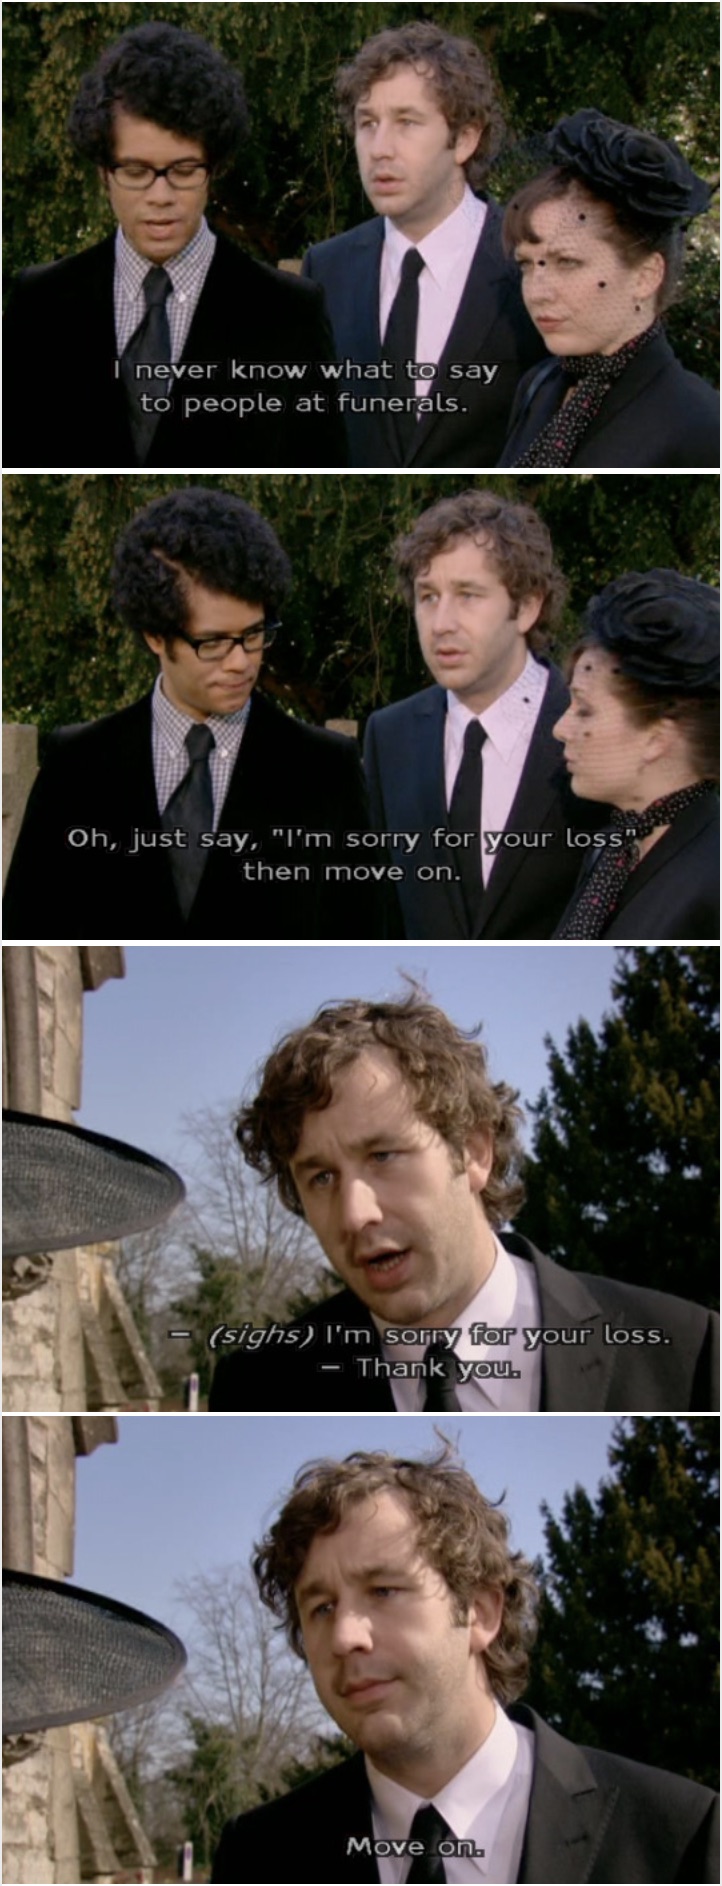 I never know what to say
to people at funerals.
Oh, just say, "I'm sorry for your loss"
then move on.
– (sighs) I'm sorry for your loss.
– Thank you.
Move on.